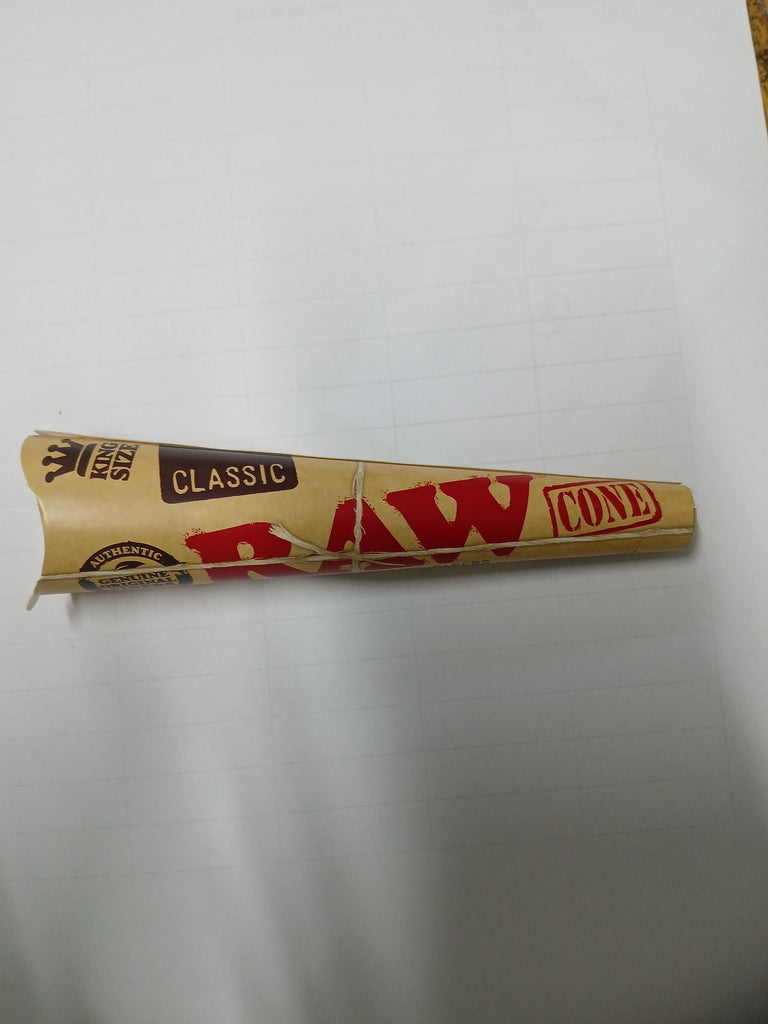 KING
SIZE
CLASSIC
RAW
CONE
AUTHENTIC
GENUINE
ORIGINAL